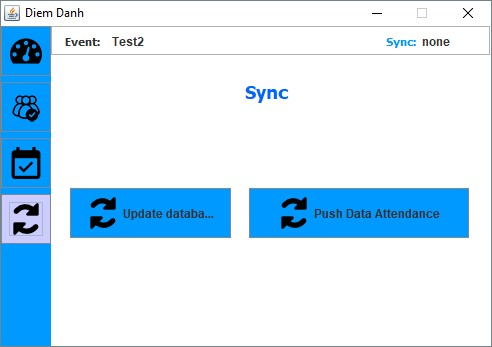 Diem Danh
Event: Test2 Sync: none
Sync
Update databa... Push Data Attendance